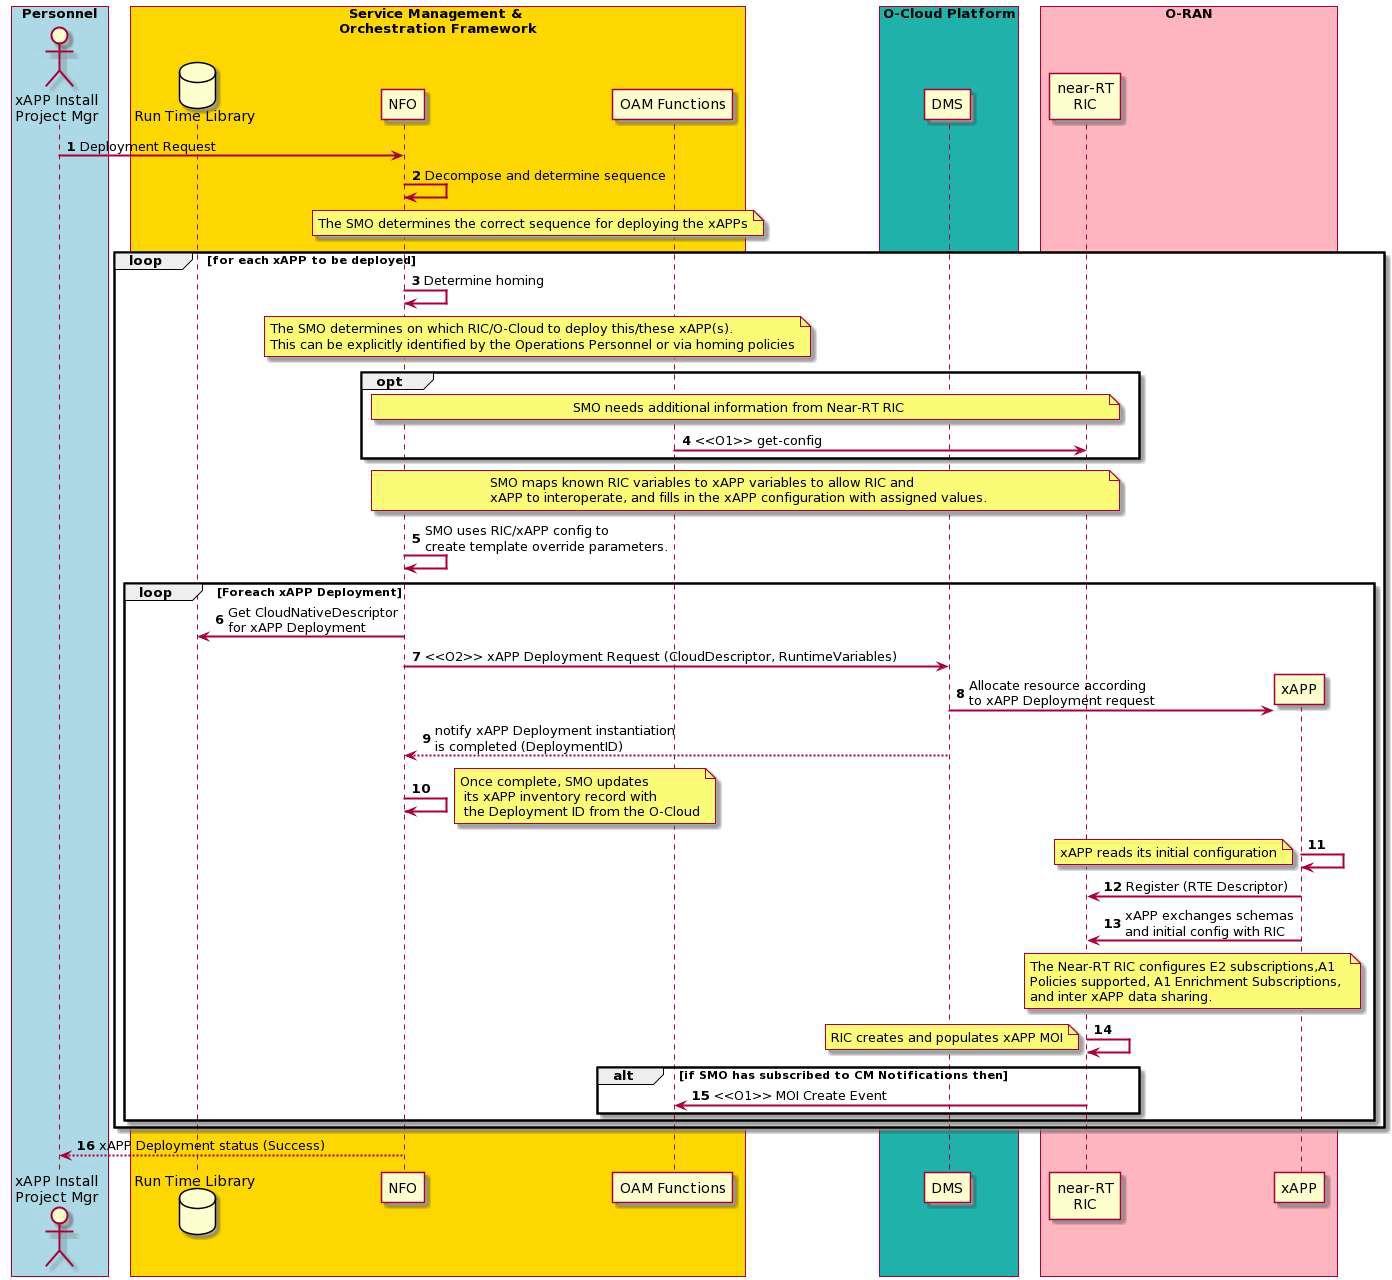 Personnel
Service Management &
Orchestration Framework
O-Cloud Platform
O-RAN
xAPP Install
Project Mgr
Run Time Library
NFO
OAM Functions
DMS
near-RT
RIC
1 Deployment Request
2 Decompose and determine sequence
The SMO determines the correct sequence for deploying the xAPPs
loop [for each xAPP to be deployed]
3 Determine homing
The SMO determines on which RIC/O-Cloud to deploy this/these xAPP(s).
This can be explicitly identified by the Operations Personnel or via homing policies
opt
SMO needs additional information from Near-RT RIC
4 <<O1>> get-config
SMO maps known RIC variables to xAPP variables to allow RIC and
xAPP to interoperate, and fills in the xAPP configuration with assigned values.
5 SMO uses RIC/xAPP config to
create template override parameters.
loop [Foreach xAPP Deployment]
6 Get CloudNativeDescriptor
for xAPP Deployment
7 <<O2>> xAPP Deployment Request (CloudDescriptor, RuntimeVariables)
xAPP
8 Allocate resource according
to xAPP Deployment request
9 notify xAPP Deployment instantiation
is completed (DeploymentID)
10
Once complete, SMO updates
its xAPP inventory record with
the Deployment ID from the O-Cloud
xAPP reads its initial configuration
11
12 Register (RTE Descriptor)
13 xAPP exchanges schemas
and initial config with RIC
The Near-RT RIC configures E2 subscriptions,A1
Policies supported, A1 Enrichment Subscriptions,
and inter xAPP data sharing.
RIC creates and populates xAPP MOI
14
alt [if SMO has subscribed to CM Notifications then]
15 <<O1>> MOI Create Event
16 xAPP Deployment status (Success)
xAPP Install
Project Mgr
Run Time Library
NFO
OAM Functions
DMS
near-RT
RIC
xAPP